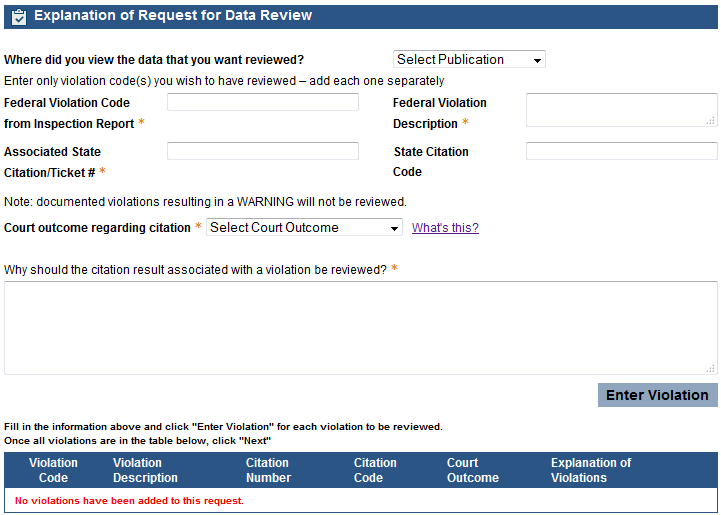 Explanation of Request for Data Review
Where did you view the data that you want reviewed? Select Publication
Enter only violation code(s) you wish to have reviewed – add each one separately
Federal Violation Code
from Inspection Report *
Federal Violation
Description *
Associated State
Citation/Ticket # *
State Citation
Code
Note: documented violations resulting in a WARNING will not be reviewed.
Court outcome regarding citation * Select Court Outcome What's this?
Why should the citation result associated with a violation be reviewed? *
Enter Violation
Fill in the information above and click "Enter Violation" for each violation to be reviewed.
Once all violations are in the table below, click "Next"
Violation
Code
Violation
Description
Citation
Number
Citation
Code
Court
Outcome
Explanation of
Violations
No violations have been added to this request.